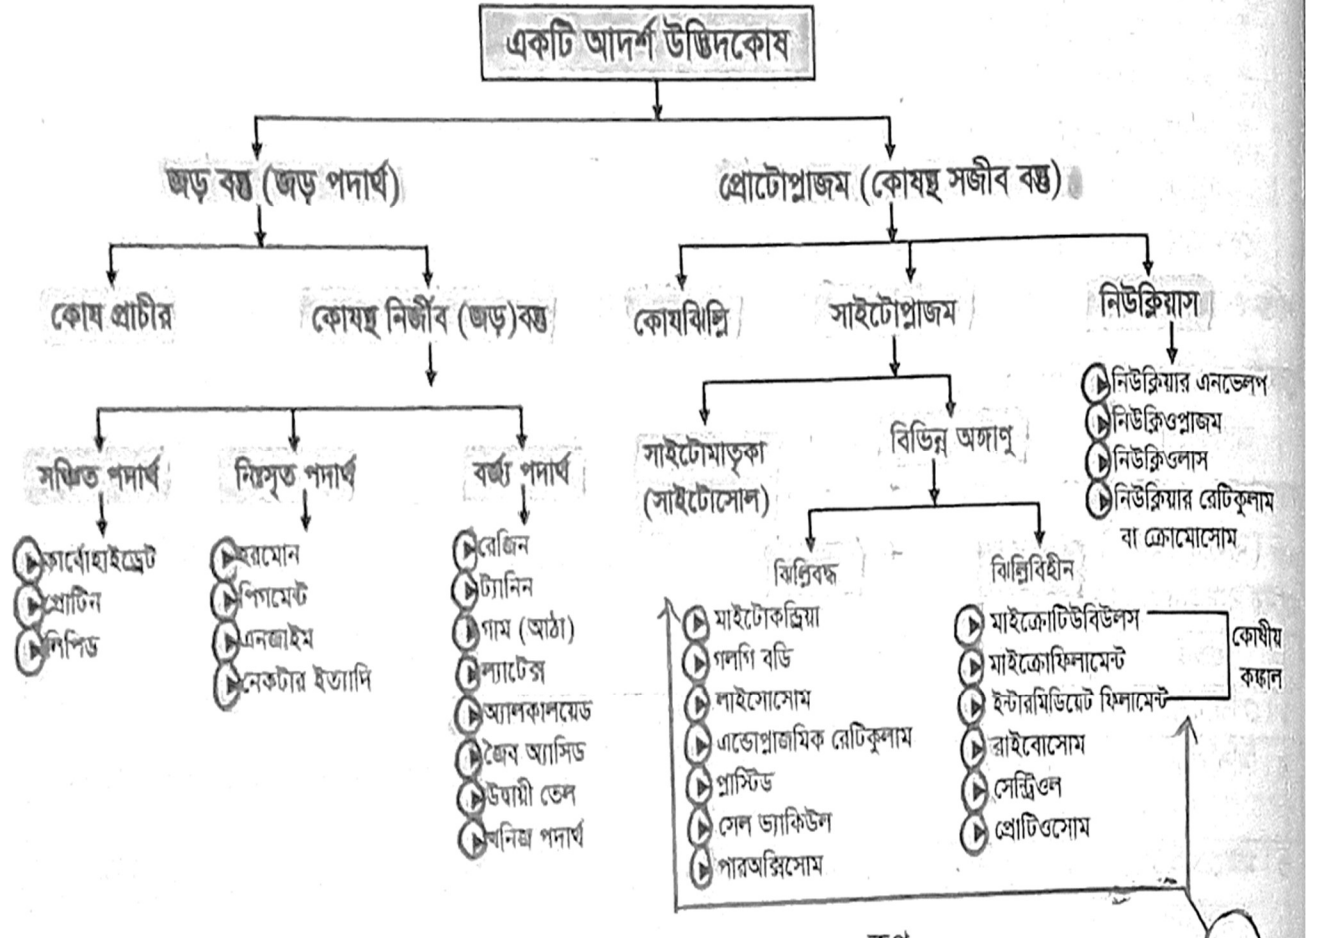 একটি আদর্শ উদ্ভিদকোষ
জড় বস্তু (জড় পদার্থ)
প্রোটোপ্লাজম (কোষস্থ সজীব বস্তু)
কোষ প্রাচীর
কোষস্থ নির্জীব (জড়)বস্তু
কোষঝিল্লি
সাইটোপ্লাজম
নিউক্লিয়াস
নিউক্লিয়ার এনভেলপ
নিউক্লিওপ্লাজম
নিউক্লিওলাস
নিউক্লিয়ার রেটিকুলাম
বা ক্রোমোসোম
সঞ্চিত পদার্থ
নিঃসৃত পদার্থ
বর্জ্য পদার্থ
সাইটোমাতৃকা
(সাইটোসোল)
বিভিন্ন অঙ্গাণু
কার্বোহাইড্রেট
প্রোটিন
লিপিড
হরমোন
পিগমেন্ট
এনজাইম
নেকটার ইত্যাদি
রেজিন
ট্যানিন
গাম (আঠা)
ল্যাটেক্স
অ্যালকালয়েড
জৈব অ্যাসিড
উদ্বায়ী তেল
খনিজ পদার্থ
ঝিল্লিবদ্ধ
মাইটোকন্ড্রিয়া
গলগি বডি
লাইসোসোম
এন্ডোপ্লাজমিক রেটিকুলাম
প্লাস্টিড
সেল ভ্যাকিউল
পারঅক্সিসোম
ঝিল্লিবিহীন
মাইক্রোটিউবিউলস
মাইক্রোফিলামেন্ট
ইন্টারমিডিয়েট ফিলামেন্ট
রাইবোসোম
সেন্ট্রিওল
প্রোটিওসোম
কোষীয়
কঙ্কাল